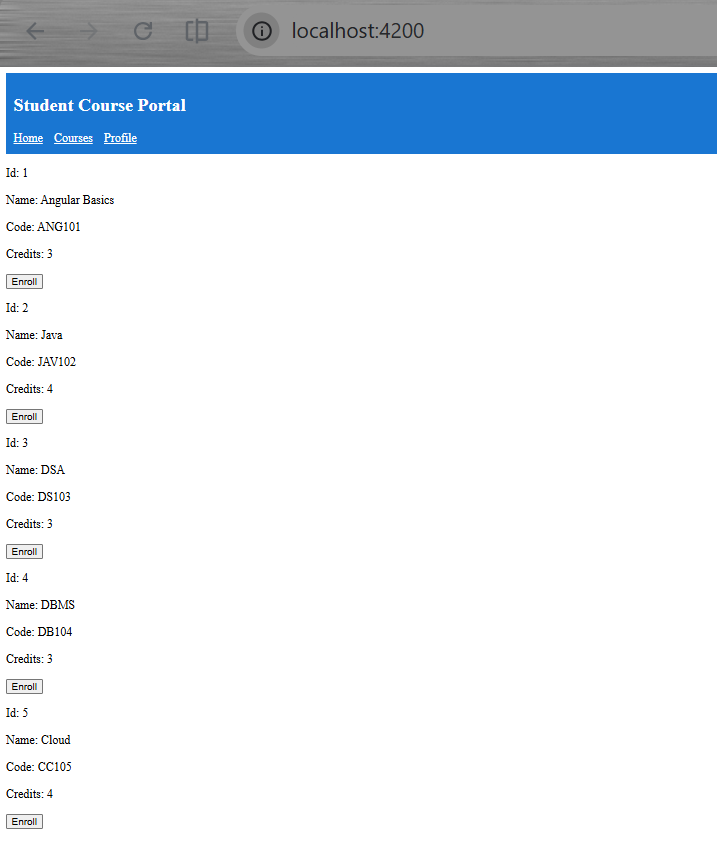 localhost:4200
Student Course Portal
Home Courses Profile
Id: 1
Name: Angular Basics
Code: ANG101
Credits: 3
Enroll
Id: 2
Name: Java
Code: JAV102
Credits: 4
Enroll
Id: 3
Name: DSA
Code: DS103
Credits: 3
Enroll
Id: 4
Name: DBMS
Code: DB104
Credits: 3
Enroll
Id: 5
Name: Cloud
Code: CC105
Credits: 4
Enroll